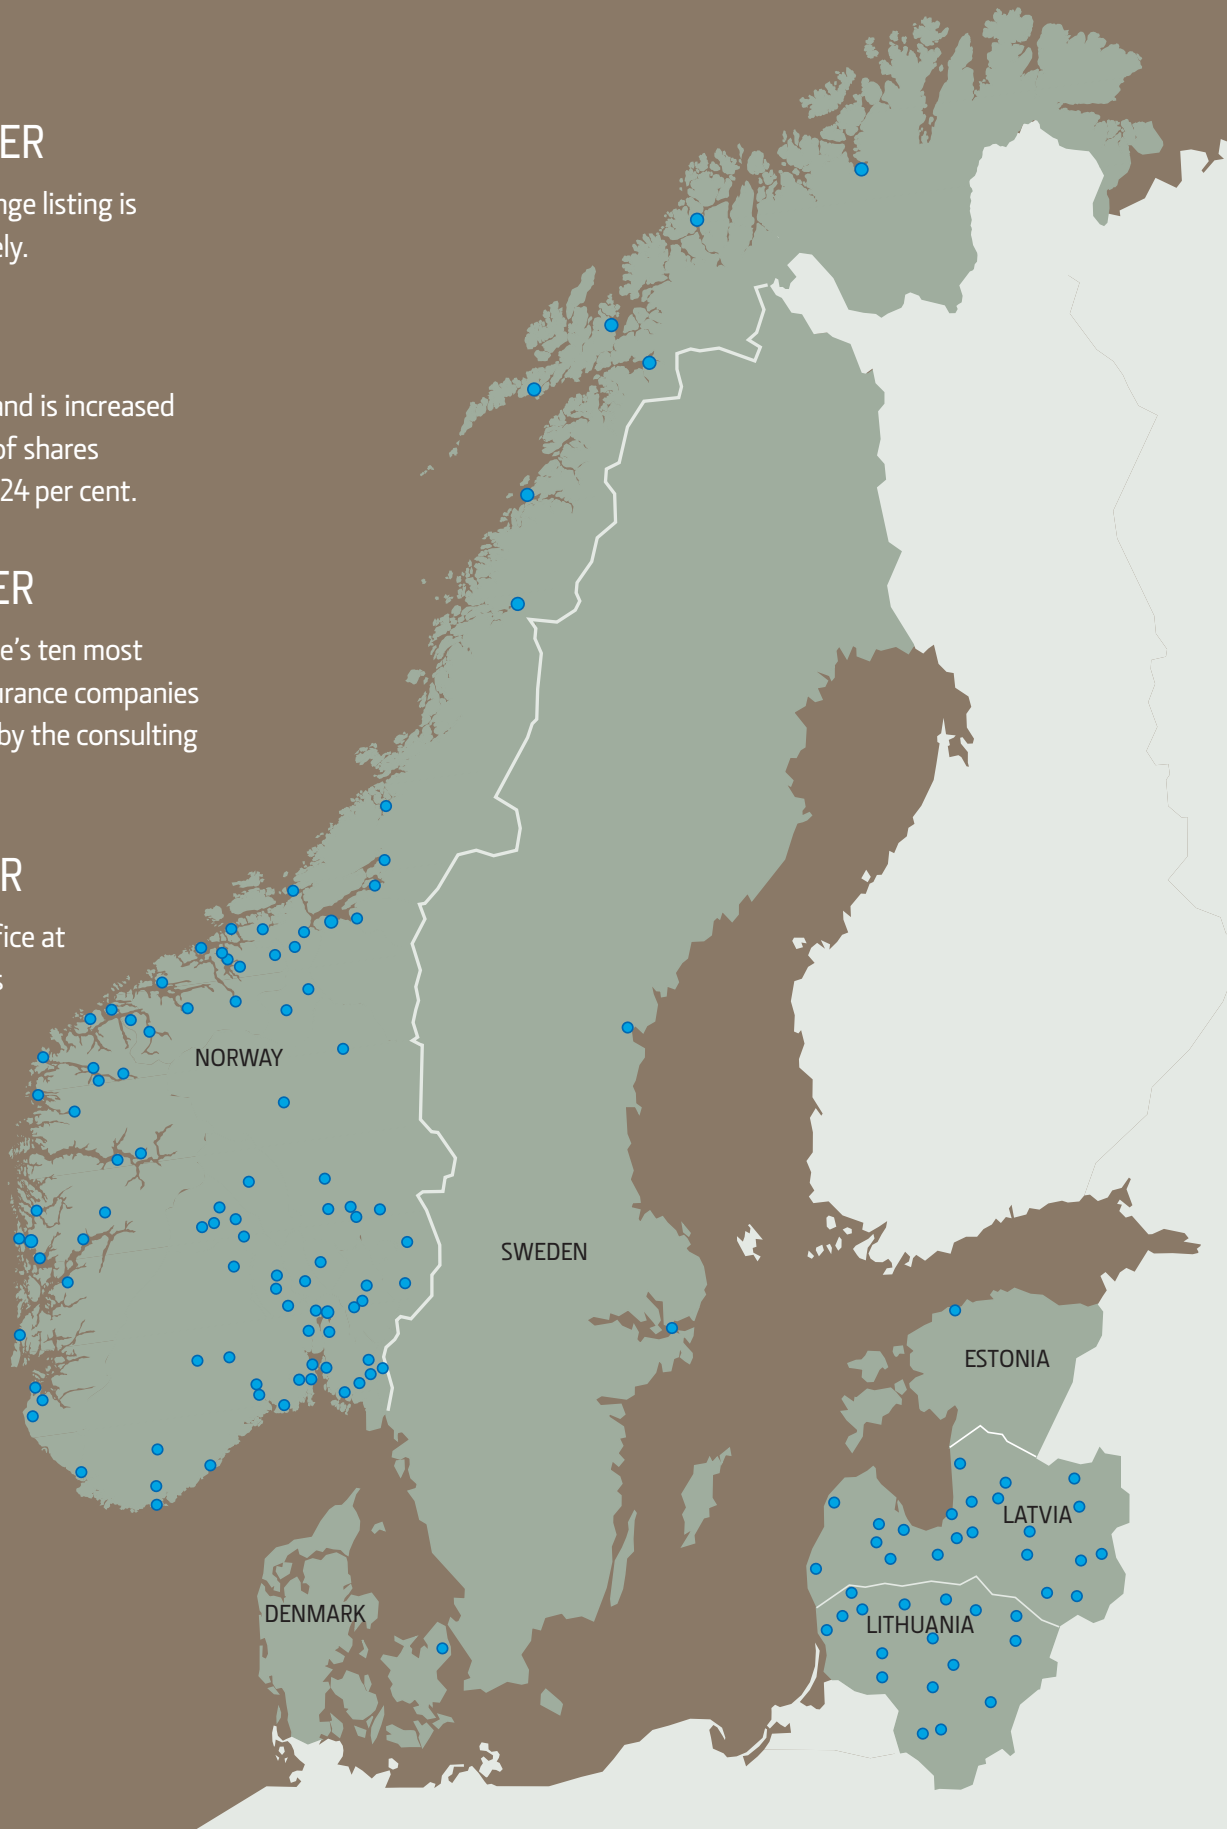 ER
nge listing is
ely.
and is increased
of shares
24 per cent.
ER
e’s ten most
urance companies
by the consulting
R
fice at
s
NORWAY
SWEDEN
ESTONIA
LATVIA
DENMARK
LITHUANIA